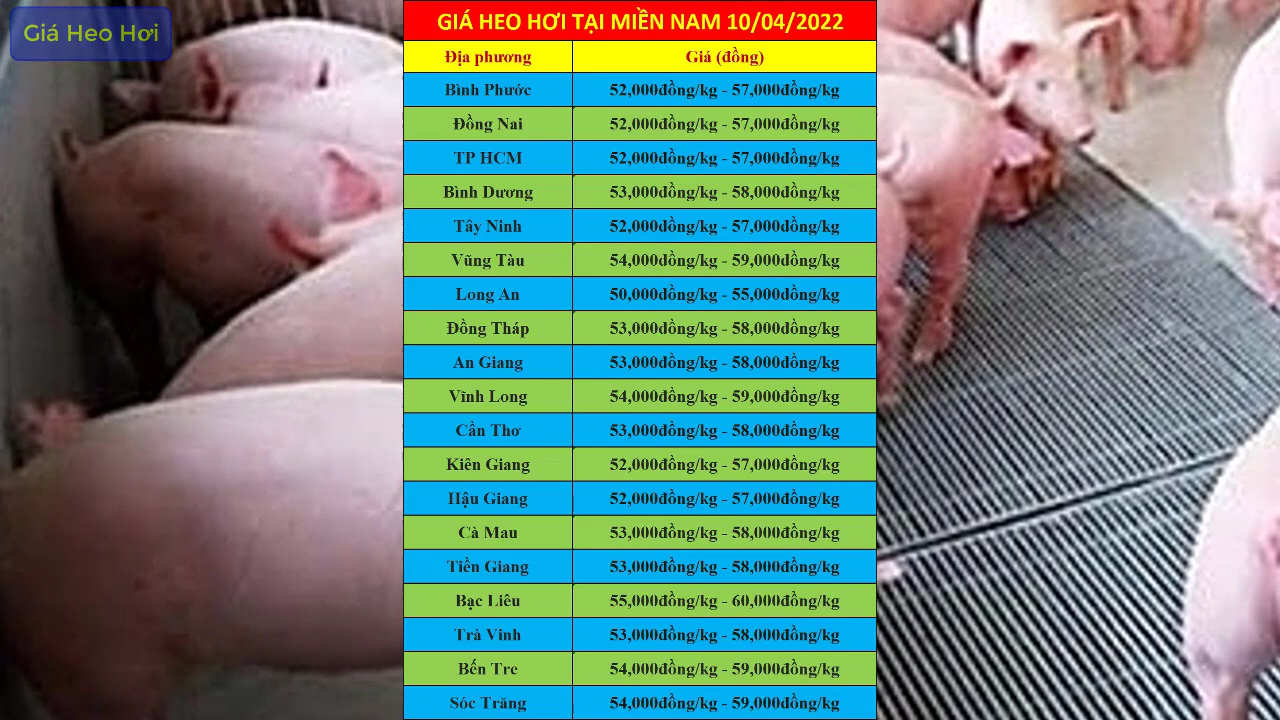 Giá Heo Hơi
GIÁ HEO HƠI TẠI MIỀN NAM 10/04/2022
Địa phương Giá (đồng)
Bình Phước 52,000đồng/kg - 57,000đồng/kg
Đồng Nai 52,000đồng/kg - 57,000đồng/kg
TP HCM 52,000đồng/kg - 57,000đồng/kg
Bình Dương 53,000đồng/kg - 58,000đồng/kg
Tây Ninh 52,000đồng/kg - 57,000đồng/kg
Vũng Tàu 54,000đồng/kg - 59,000đồng/kg
Long An 50,000đồng/kg - 55,000đồng/kg
Đồng Tháp 53,000đồng/kg - 58,000đồng/kg
An Giang 53,000đồng/kg - 58,000đồng/kg
Vĩnh Long 54,000đồng/kg - 59,000đồng/kg
Cần Thơ 53,000đồng/kg - 58,000đồng/kg
Kiên Giang 52,000đồng/kg - 57,000đồng/kg
Hậu Giang 52,000đồng/kg - 57,000đồng/kg
Cà Mau 53,000đồng/kg - 58,000đồng/kg
Tiền Giang 53,000đồng/kg - 58,000đồng/kg
Bạc Liêu 55,000đồng/kg - 60,000đồng/kg
Trà Vinh 53,000đồng/kg - 58,000đồng/kg
Bến Tre 54,000đồng/kg - 59,000đồng/kg
Sóc Trăng 54,000đồng/kg - 59,000đồng/kg